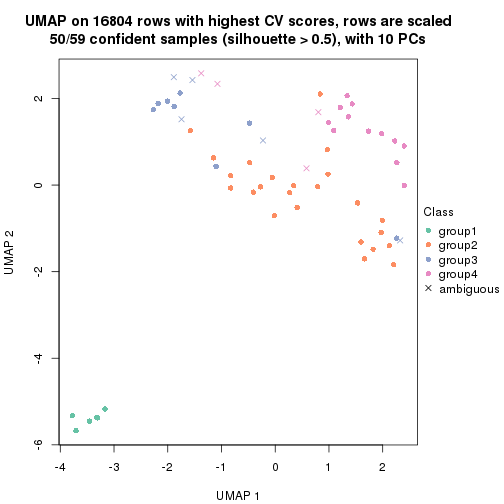 UMAP on 16804 rows with highest CV scores, rows are scaled
50/59 confident samples (silhouette > 0.5), with 10 PCs
2
0
-2
-4
-6
UMAP 2
-4 -3 -2 -1 0 1 2
UMAP 1
Class
group1
group2
group3
group4
ambiguous